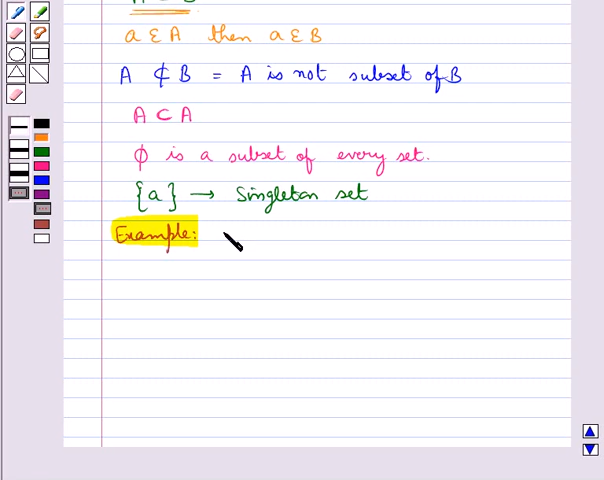 a ε A then a ε B
A ⊄ B = A is not subset of B
A ⊂ A
ϕ is a subset of every set.
{a} → Singleton set
Example: